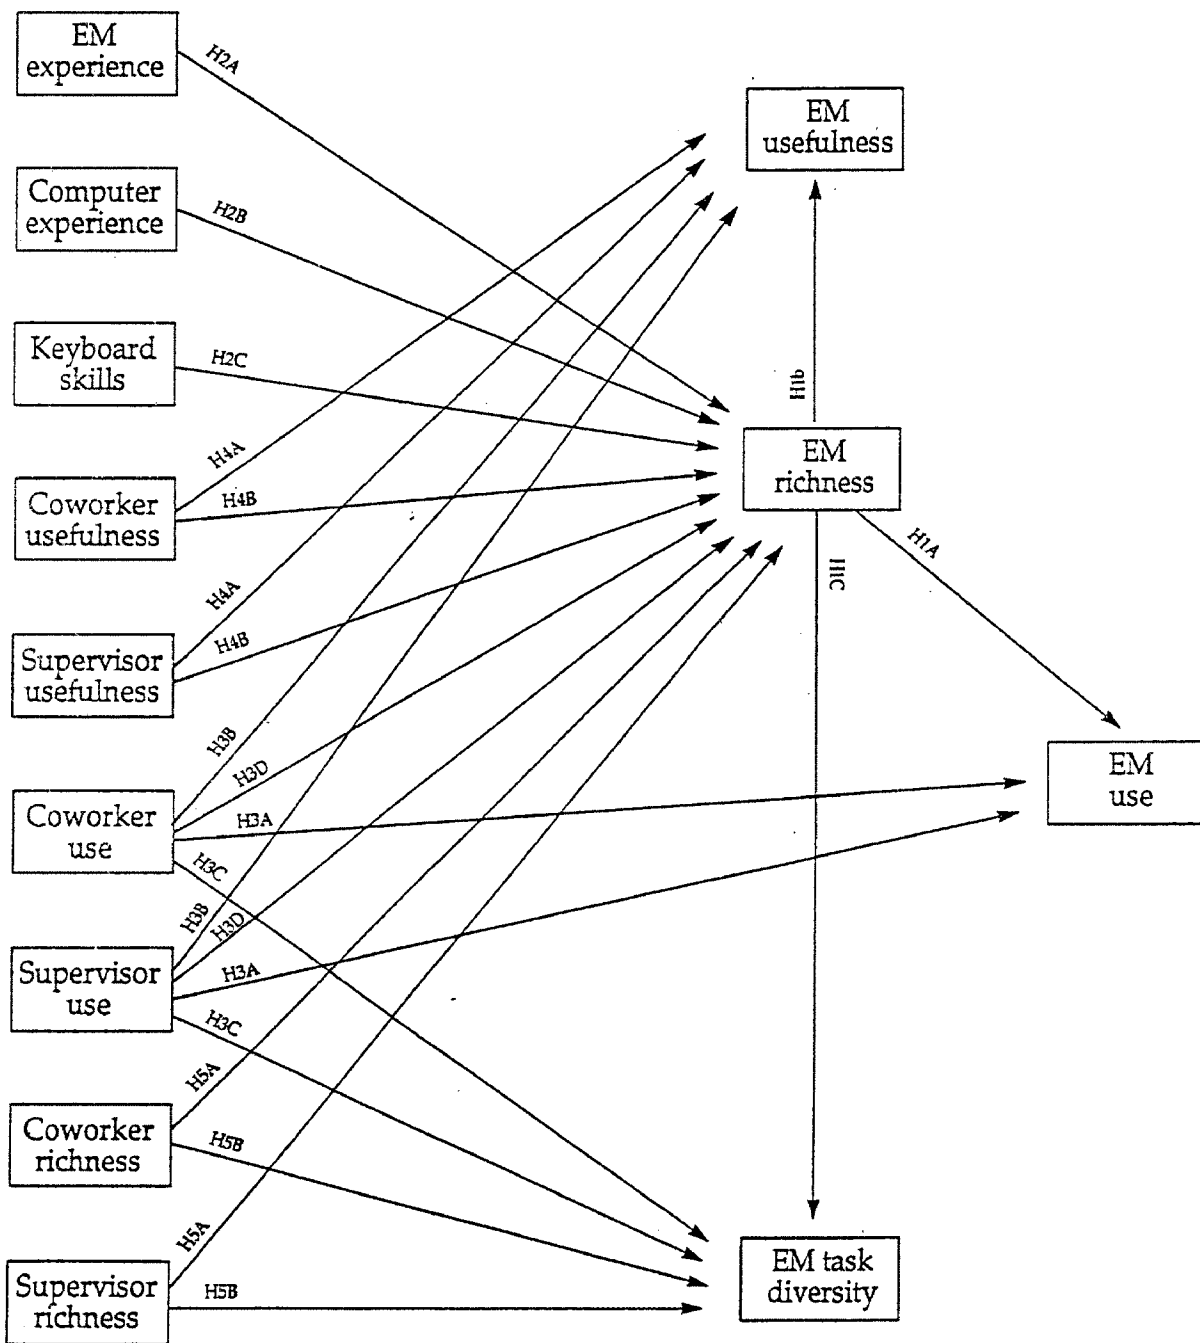 EM
experience
H2A
EM
usefulness
Computer
experience
H2B
Keyboard
skills
H2C
H1b
EM
richness
Coworker
usefulness
H4A
H4B
H1A
H1C
Supervisor
usefulness
H4A
H4B
EM
use
Coworker
use
H3B
H3D
H3A
H3C
Supervisor
use
H3B
H3D
H3A
H3C
Coworker
richness
H5A
H5B
Supervisor
richness
H5A
H5B
EM task
diversity